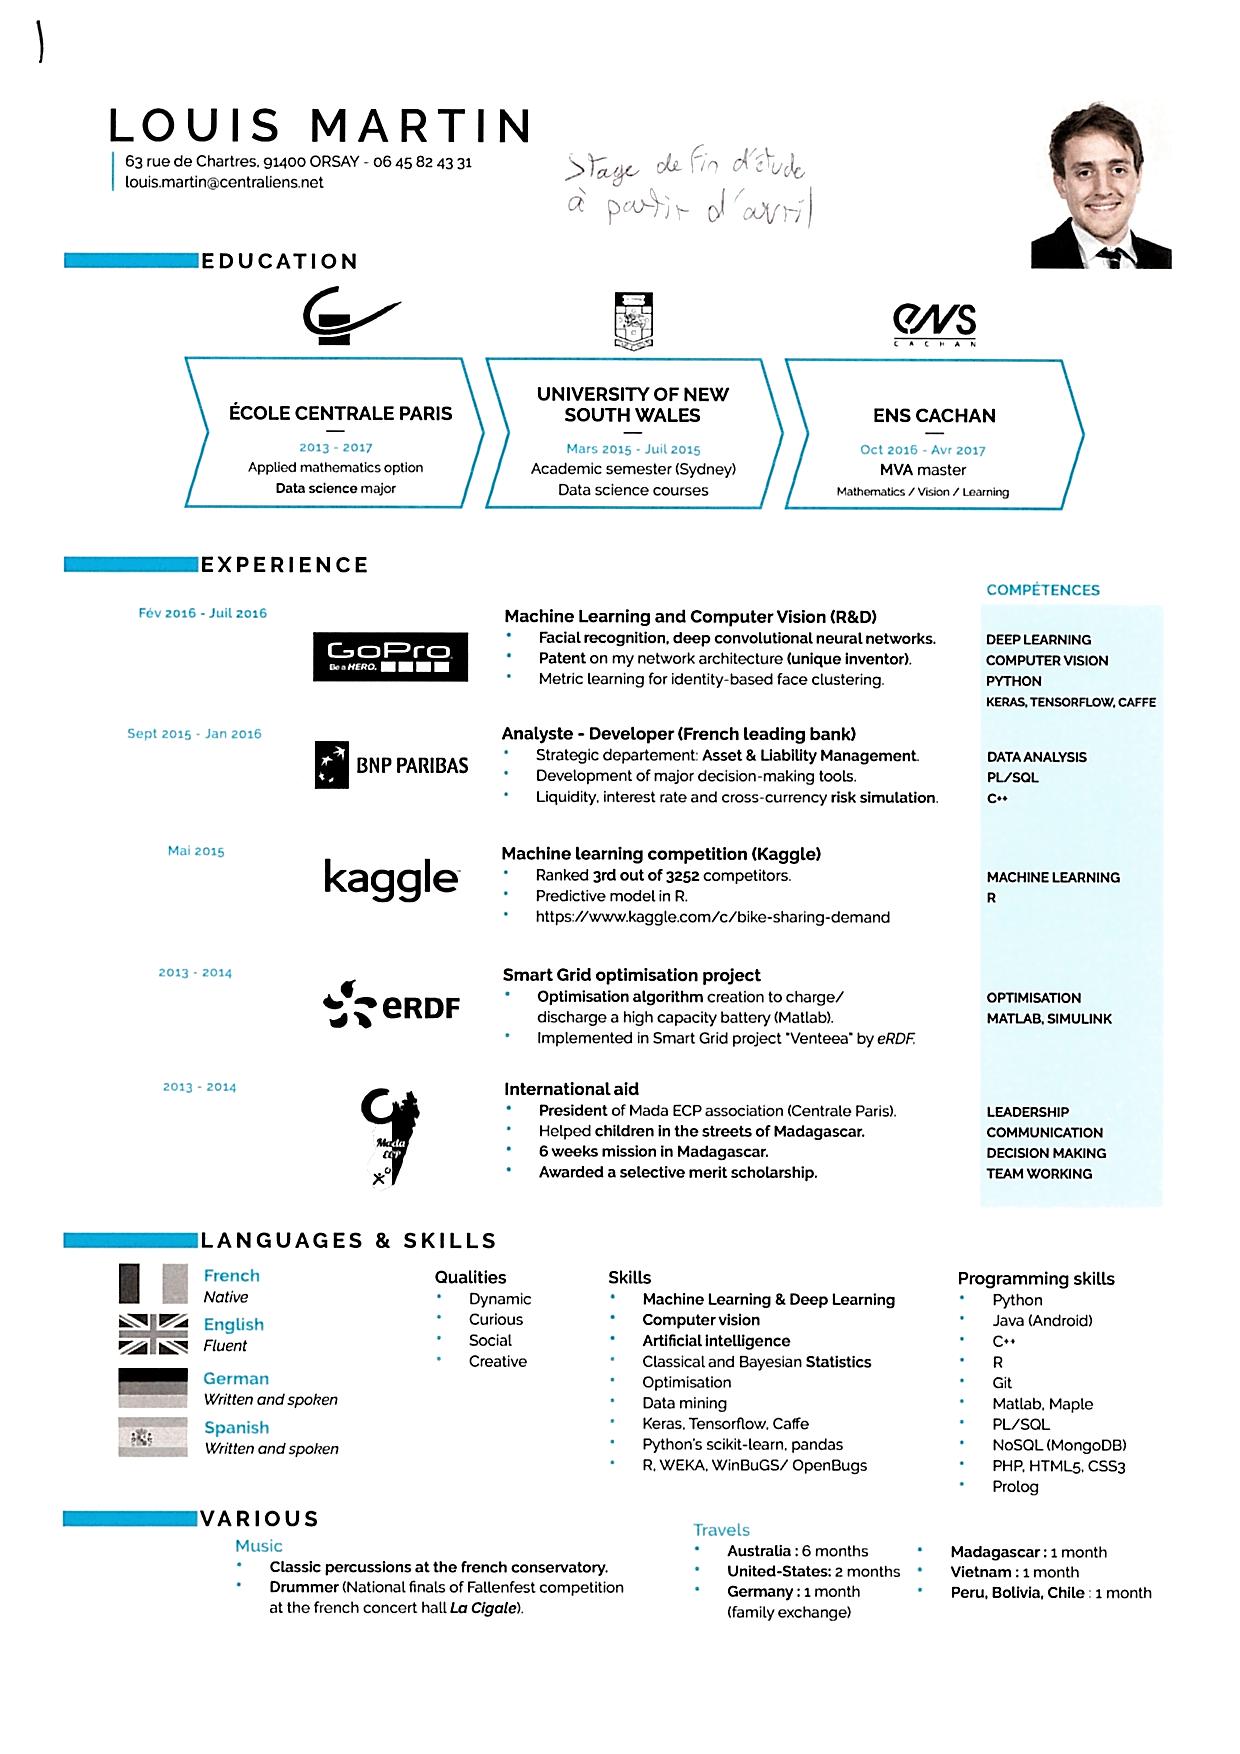 LOUIS MARTIN
63 rue de Chartres, 91400 ORSAY - 06 45 82 43 31
louis.martin@centraliens.net
Stage de fin d'étude
à partir d'avril
EDUCATION
ens
CACHAN
ÉCOLE CENTRALE PARIS
2013 - 2017
Applied mathematics option
Data science major
UNIVERSITY OF NEW
SOUTH WALES
Mars 2015 - Juil 2015
Academic semester (Sydney)
Data science courses
ENS CACHAN
Oct 2016 - Avr 2017
MVA master
Mathematics / Vision / Learning
EXPERIENCE
COMPÉTENCES
Fév 2016 - Juil 2016
GoPro
Be a HERO.
Machine Learning and Computer Vision (R&D)
• Facial recognition, deep convolutional neural networks.
• Patent on my network architecture (unique inventor).
• Metric learning for identity-based face clustering.
DEEP LEARNING
COMPUTER VISION
PYTHON
KERAS, TENSORFLOW, CAFFE
Sept 2015 - Jan 2016
BNP PARIBAS
Analyste - Developer (French leading bank)
• Strategic departement: Asset & Liability Management.
• Development of major decision-making tools.
• Liquidity, interest rate and cross-currency risk simulation.
DATA ANALYSIS
PL/SQL
C++
Mai 2015
kaggle
Machine learning competition (Kaggle)
• Ranked 3rd out of 3252 competitors.
• Predictive model in R.
• https://www.kaggle.com/c/bike-sharing-demand
MACHINE LEARNING
R
2013 - 2014
eRDF
Smart Grid optimisation project
• Optimisation algorithm creation to charge/
discharge a high capacity battery (Matlab).
• Implemented in Smart Grid project "Venteea" by eRDF.
OPTIMISATION
MATLAB, SIMULINK
2013 - 2014
Mada
ECP
International aid
• President of Mada ECP association (Centrale Paris).
• Helped children in the streets of Madagascar.
• 6 weeks mission in Madagascar.
• Awarded a selective merit scholarship.
LEADERSHIP
COMMUNICATION
DECISION MAKING
TEAM WORKING
LANGUAGES & SKILLS
French
Native
English
Fluent
German
Written and spoken
Spanish
Written and spoken
Qualities
• Dynamic
• Curious
• Social
• Creative
Skills
• Machine Learning & Deep Learning
• Computer vision
• Artificial intelligence
• Classical and Bayesian Statistics
• Optimisation
• Data mining
• Keras, Tensorflow, Caffe
• Python's scikit-learn, pandas
• R, WEKA, WinBuGS/ OpenBugs
Programming skills
• Python
• Java (Android)
• C++
• R
• Git
• Matlab, Maple
• PL/SQL
• NoSQL (MongoDB)
• PHP, HTML5, CSS3
• Prolog
VARIOUS
Music
• Classic percussions at the french conservatory.
• Drummer (National finals of Fallenfest competition
at the french concert hall La Cigale).
Travels
• Australia : 6 months
• United-States: 2 months
• Germany : 1 month
(family exchange)
• Madagascar : 1 month
• Vietnam : 1 month
• Peru, Bolivia, Chile : 1 month